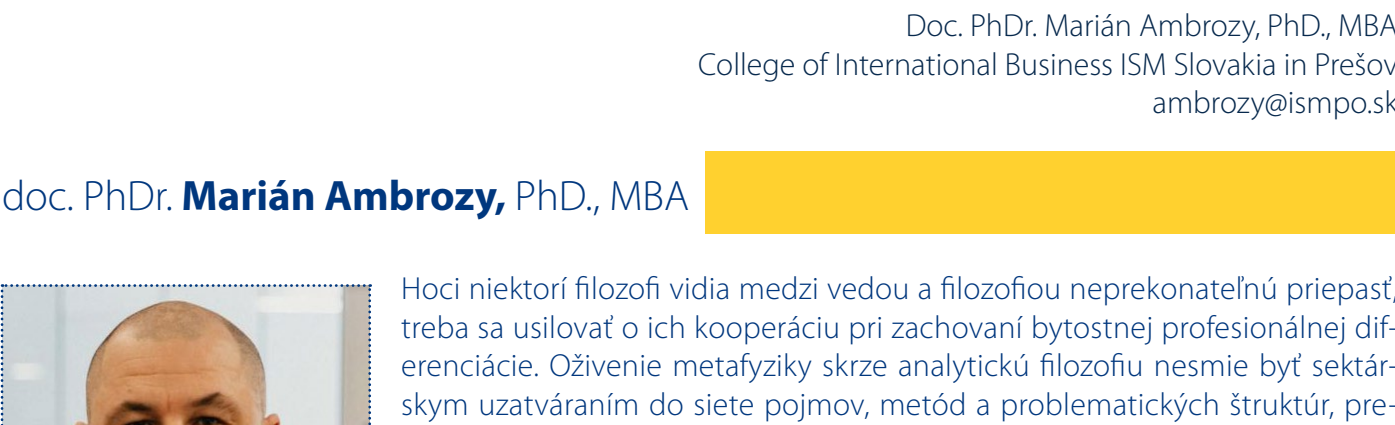 Doc. PhDr. Marián Ambrozy, PhD., MBA
College of International Business ISM Slovakia in Prešov
ambrozy@ismpo.sk
doc. PhDr. Marián Ambrozy, PhD., MBA
Hoci niektorí filozofi vidia medzi vedou a filozofiou neprekonateľnú priepasť,
treba sa usilovať o ich kooperáciu pri zachovaní bytostnej profesionálnej dif-
erenciácie. Oživenie metafyziky skrze analytickú filozofiu nesmie byť sektár-
skym uzatváraním do siete pojmov, metód a problematických štruktúr, pre-